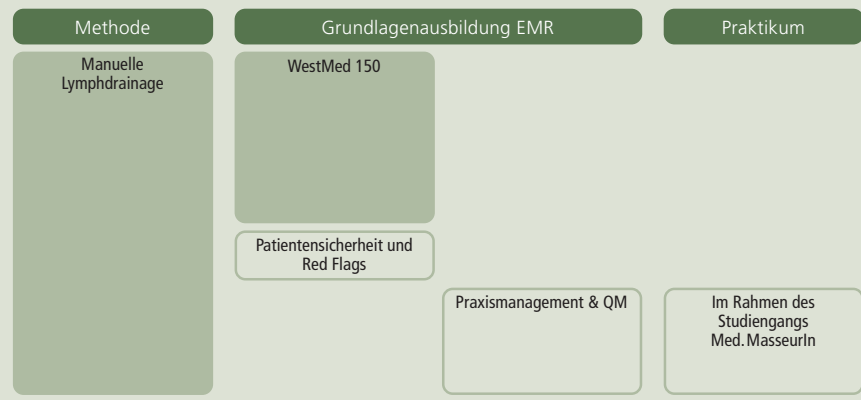 Methode
Grundlagenausbildung EMR
Praktikum
Manuelle
Lymphdrainage
WestMed 150
Patientensicherheit und
Red Flags
Praxismanagement & QM
Im Rahmen des
Studiengangs
Med. MasseurIn